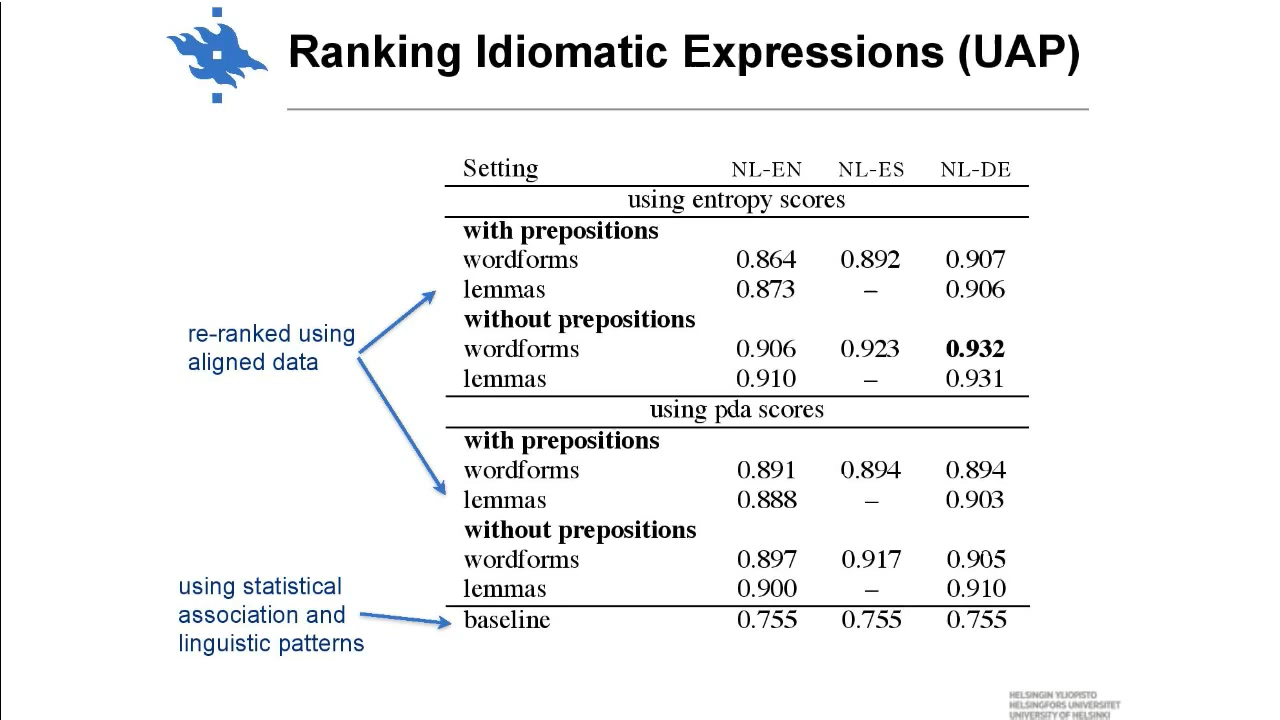 Ranking Idiomatic Expressions (UAP)
Setting NL-EN NL-ES NL-DE
using entropy scores
with prepositions
wordforms 0.864 0.892 0.907
lemmas 0.873 – 0.906
without prepositions
wordforms 0.906 0.923 0.932
lemmas 0.910 – 0.931
using pda scores
with prepositions
wordforms 0.891 0.894 0.894
lemmas 0.888 – 0.903
without prepositions
wordforms 0.897 0.917 0.905
lemmas 0.900 – 0.910
baseline 0.755 0.755 0.755
re-ranked using
aligned data
using statistical
association and
linguistic patterns
HELSINGIN YLIOPISTO
HELSINGFORS UNIVERSITET
UNIVERSITY OF HELSINKI